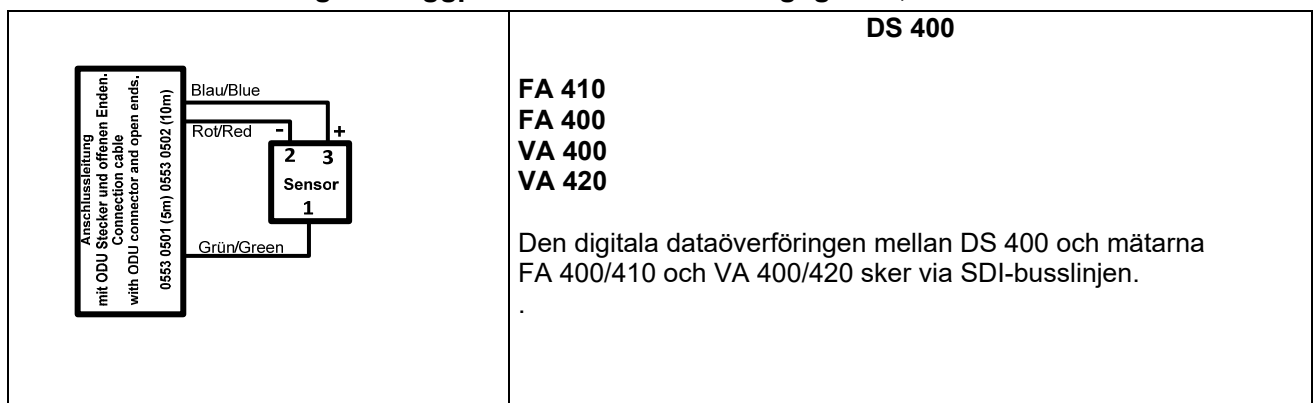 DS 400
Anschlussleitung
mit ODU Stecker und offenen Enden.
Connection cable
with ODU connector and open ends.
0553 0501 (5m) 0553 0502 (10m)
Blau/Blue
Rot/Red
- +
2 3
Sensor
1
Grün/Green
FA 410
FA 400
VA 400
VA 420
Den digitala dataöverföringen mellan DS 400 och mätarna
FA 400/410 och VA 400/420 sker via SDI-busslinjen.
.